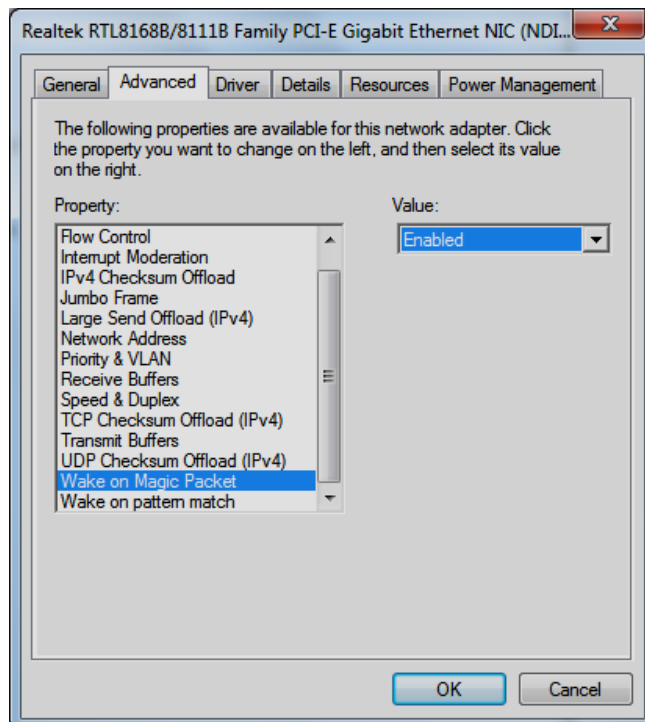 Realtek RTL8168B/8111B Family PCI-E Gigabit Ethernet NIC (NDI...
General Advanced Driver Details Resources Power Management
The following properties are available for this network adapter. Click
the property you want to change on the left, and then select its value
on the right.
Property: Value:
Flow Control Enabled
Interrupt Moderation
IPv4 Checksum Offload
Jumbo Frame
Large Send Offload (IPv4)
Network Address
Priority & VLAN
Receive Buffers
Speed & Duplex
TCP Checksum Offload (IPv4)
Transmit Buffers
UDP Checksum Offload (IPv4)
Wake on Magic Packet
Wake on pattern match
OK Cancel